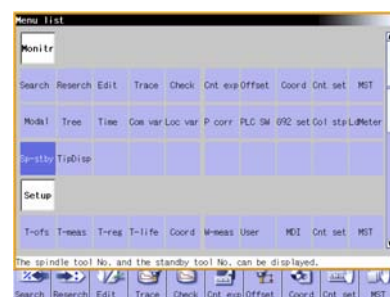 Menu list
Monitr
Search Reserch Edit Trace Check Cnt exp Offset Coord Cnt set MST
Modal Tree Time Com var Loc var P corr PLC SW G92 set Col stp LdMeter
Sp-stby TipDisp
Setup
T-ofs T-meas T-reg T-life Coord W-meas User MDI Cnt set MST
The spindle tool No. and the standby tool No. can be displayed.
Search Reserch Edit Trace Check Cnt exp Offset Coord Cnt set MST